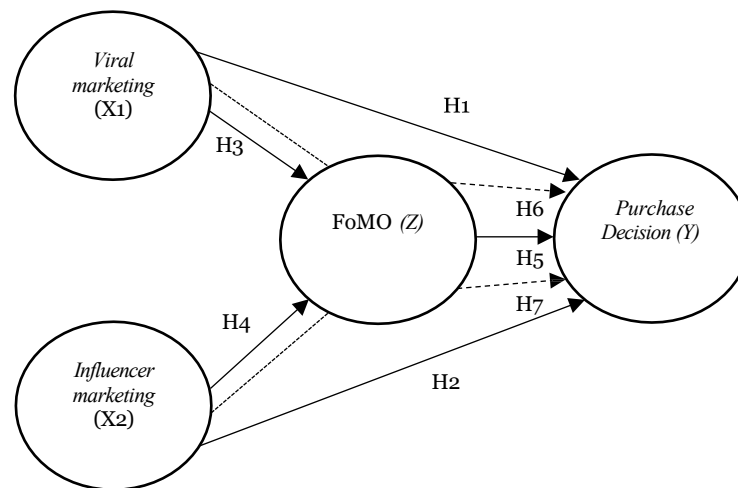 Viral
marketing
(X1)
H1
H3
FoMO (Z)
H6
Purchase
Decision (Y)
H5
H7
H4
Influencer
marketing
(X2)
H2